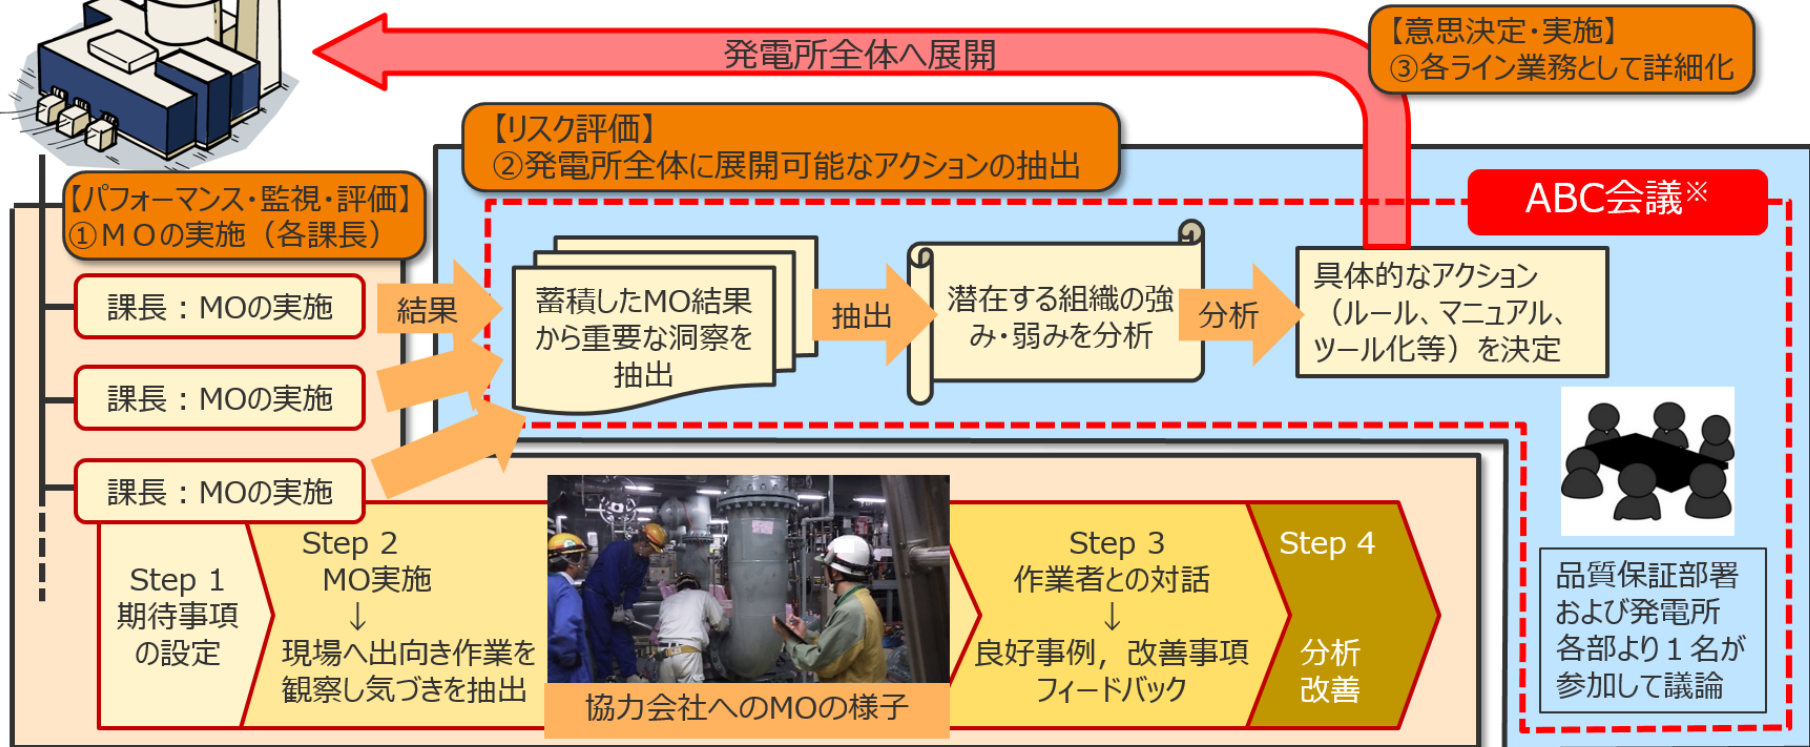 発電所全体へ展開
【意思決定・実施】
③各ライン業務として詳細化
【リスク評価】
②発電所全体に展開可能なアクションの抽出
【パフォーマンス・監視・評価】
①ＭＯの実施（各課長）
ABC会議※
課長：MOの実施
課長：MOの実施
課長：MOの実施
結果
蓄積したMO結果
から重要な洞察を
抽出
抽出
潜在する組織の強
み・弱みを分析
分析
具体的なアクション
（ルール、マニュアル、
ツール化等）を決定
Step 1
期待事項
の設定
Step 2
MO実施
↓
現場へ出向き作業を
観察し気づきを抽出
協力会社へのMOの様子
Step 3
作業者との対話
↓
良好事例，改善事項
フィードバック
Step 4
分析
改善
品質保証部署
および発電所
各部より１名が
参加して議論